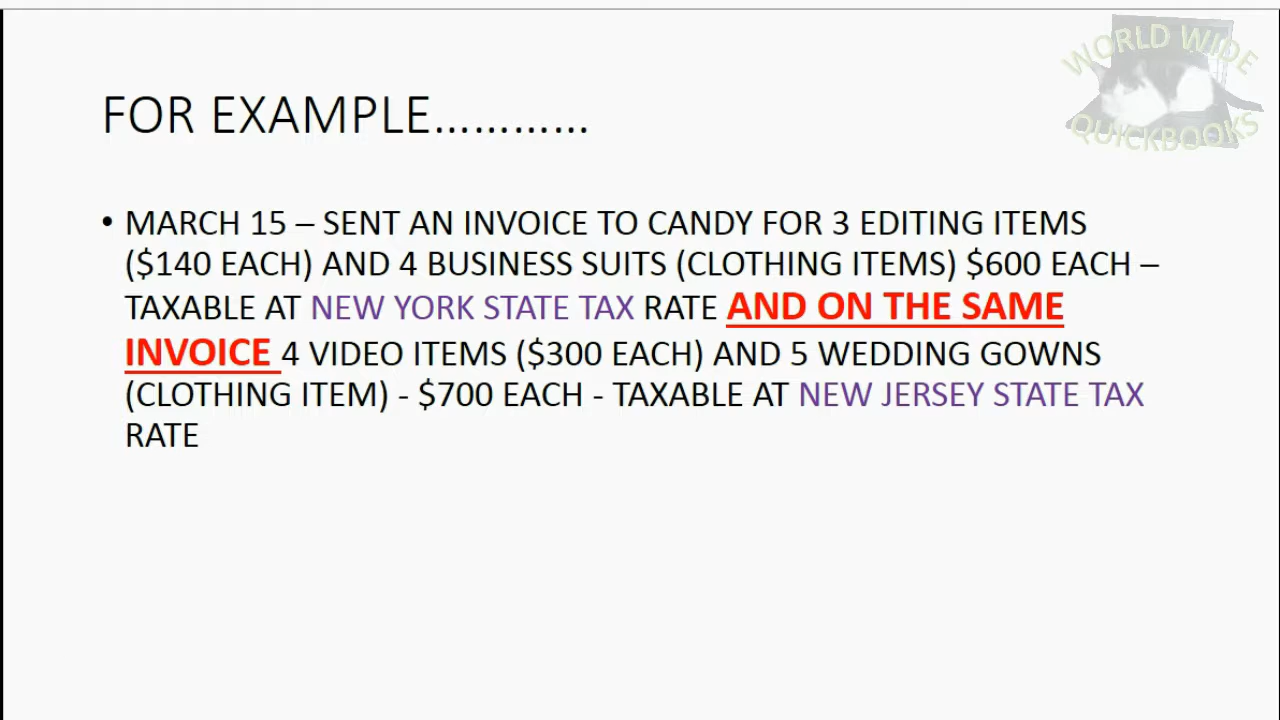 WORLD WIDE
QUICKBOOKS
FOR EXAMPLE............
• MARCH 15 – SENT AN INVOICE TO CANDY FOR 3 EDITING ITEMS
($140 EACH) AND 4 BUSINESS SUITS (CLOTHING ITEMS) $600 EACH –
TAXABLE AT NEW YORK STATE TAX RATE AND ON THE SAME
INVOICE 4 VIDEO ITEMS ($300 EACH) AND 5 WEDDING GOWNS
(CLOTHING ITEM) - $700 EACH - TAXABLE AT NEW JERSEY STATE TAX
RATE